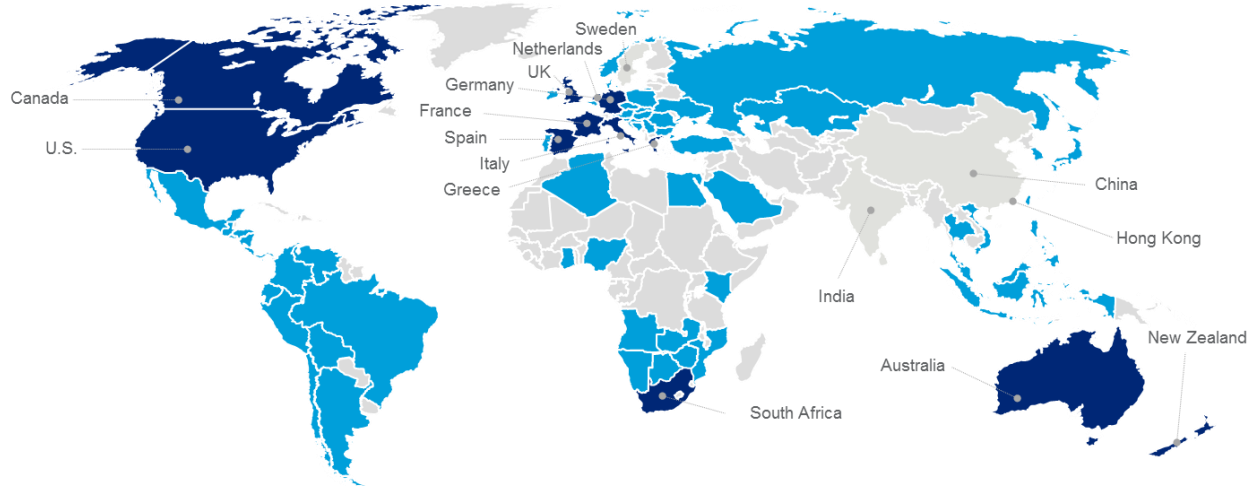 Sweden
Netherlands
UK
Germany
Canada
France
Spain
U.S.
Italy
Greece
China
Hong Kong
India
New Zealand
Australia
South Africa